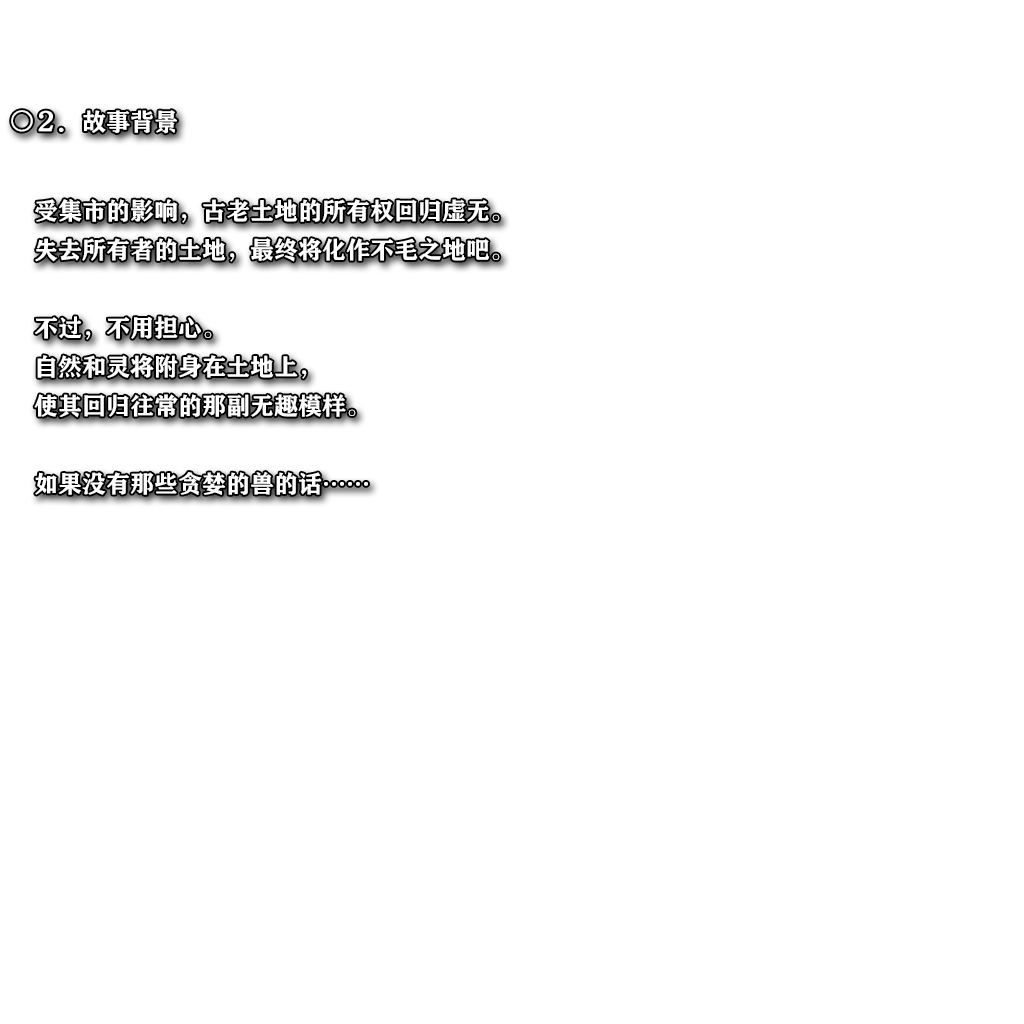 ◎2．故事背景
受集市的影响，古老土地的所有权回归虚无。
失去所有者的土地，最终将化作不毛之地吧。
不过，不用担心。
自然和灵将附身在土地上，
使其回归往常的那副无趣模样。
如果没有那些贪婪的兽的话……